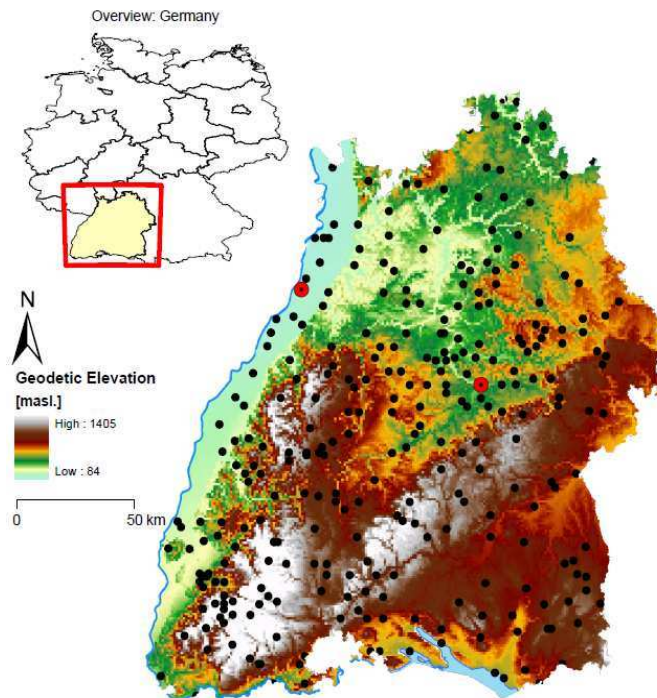 Overview: Germany
N
Geodetic Elevation
[masl.]
High : 1405
Low : 84
0 50 km